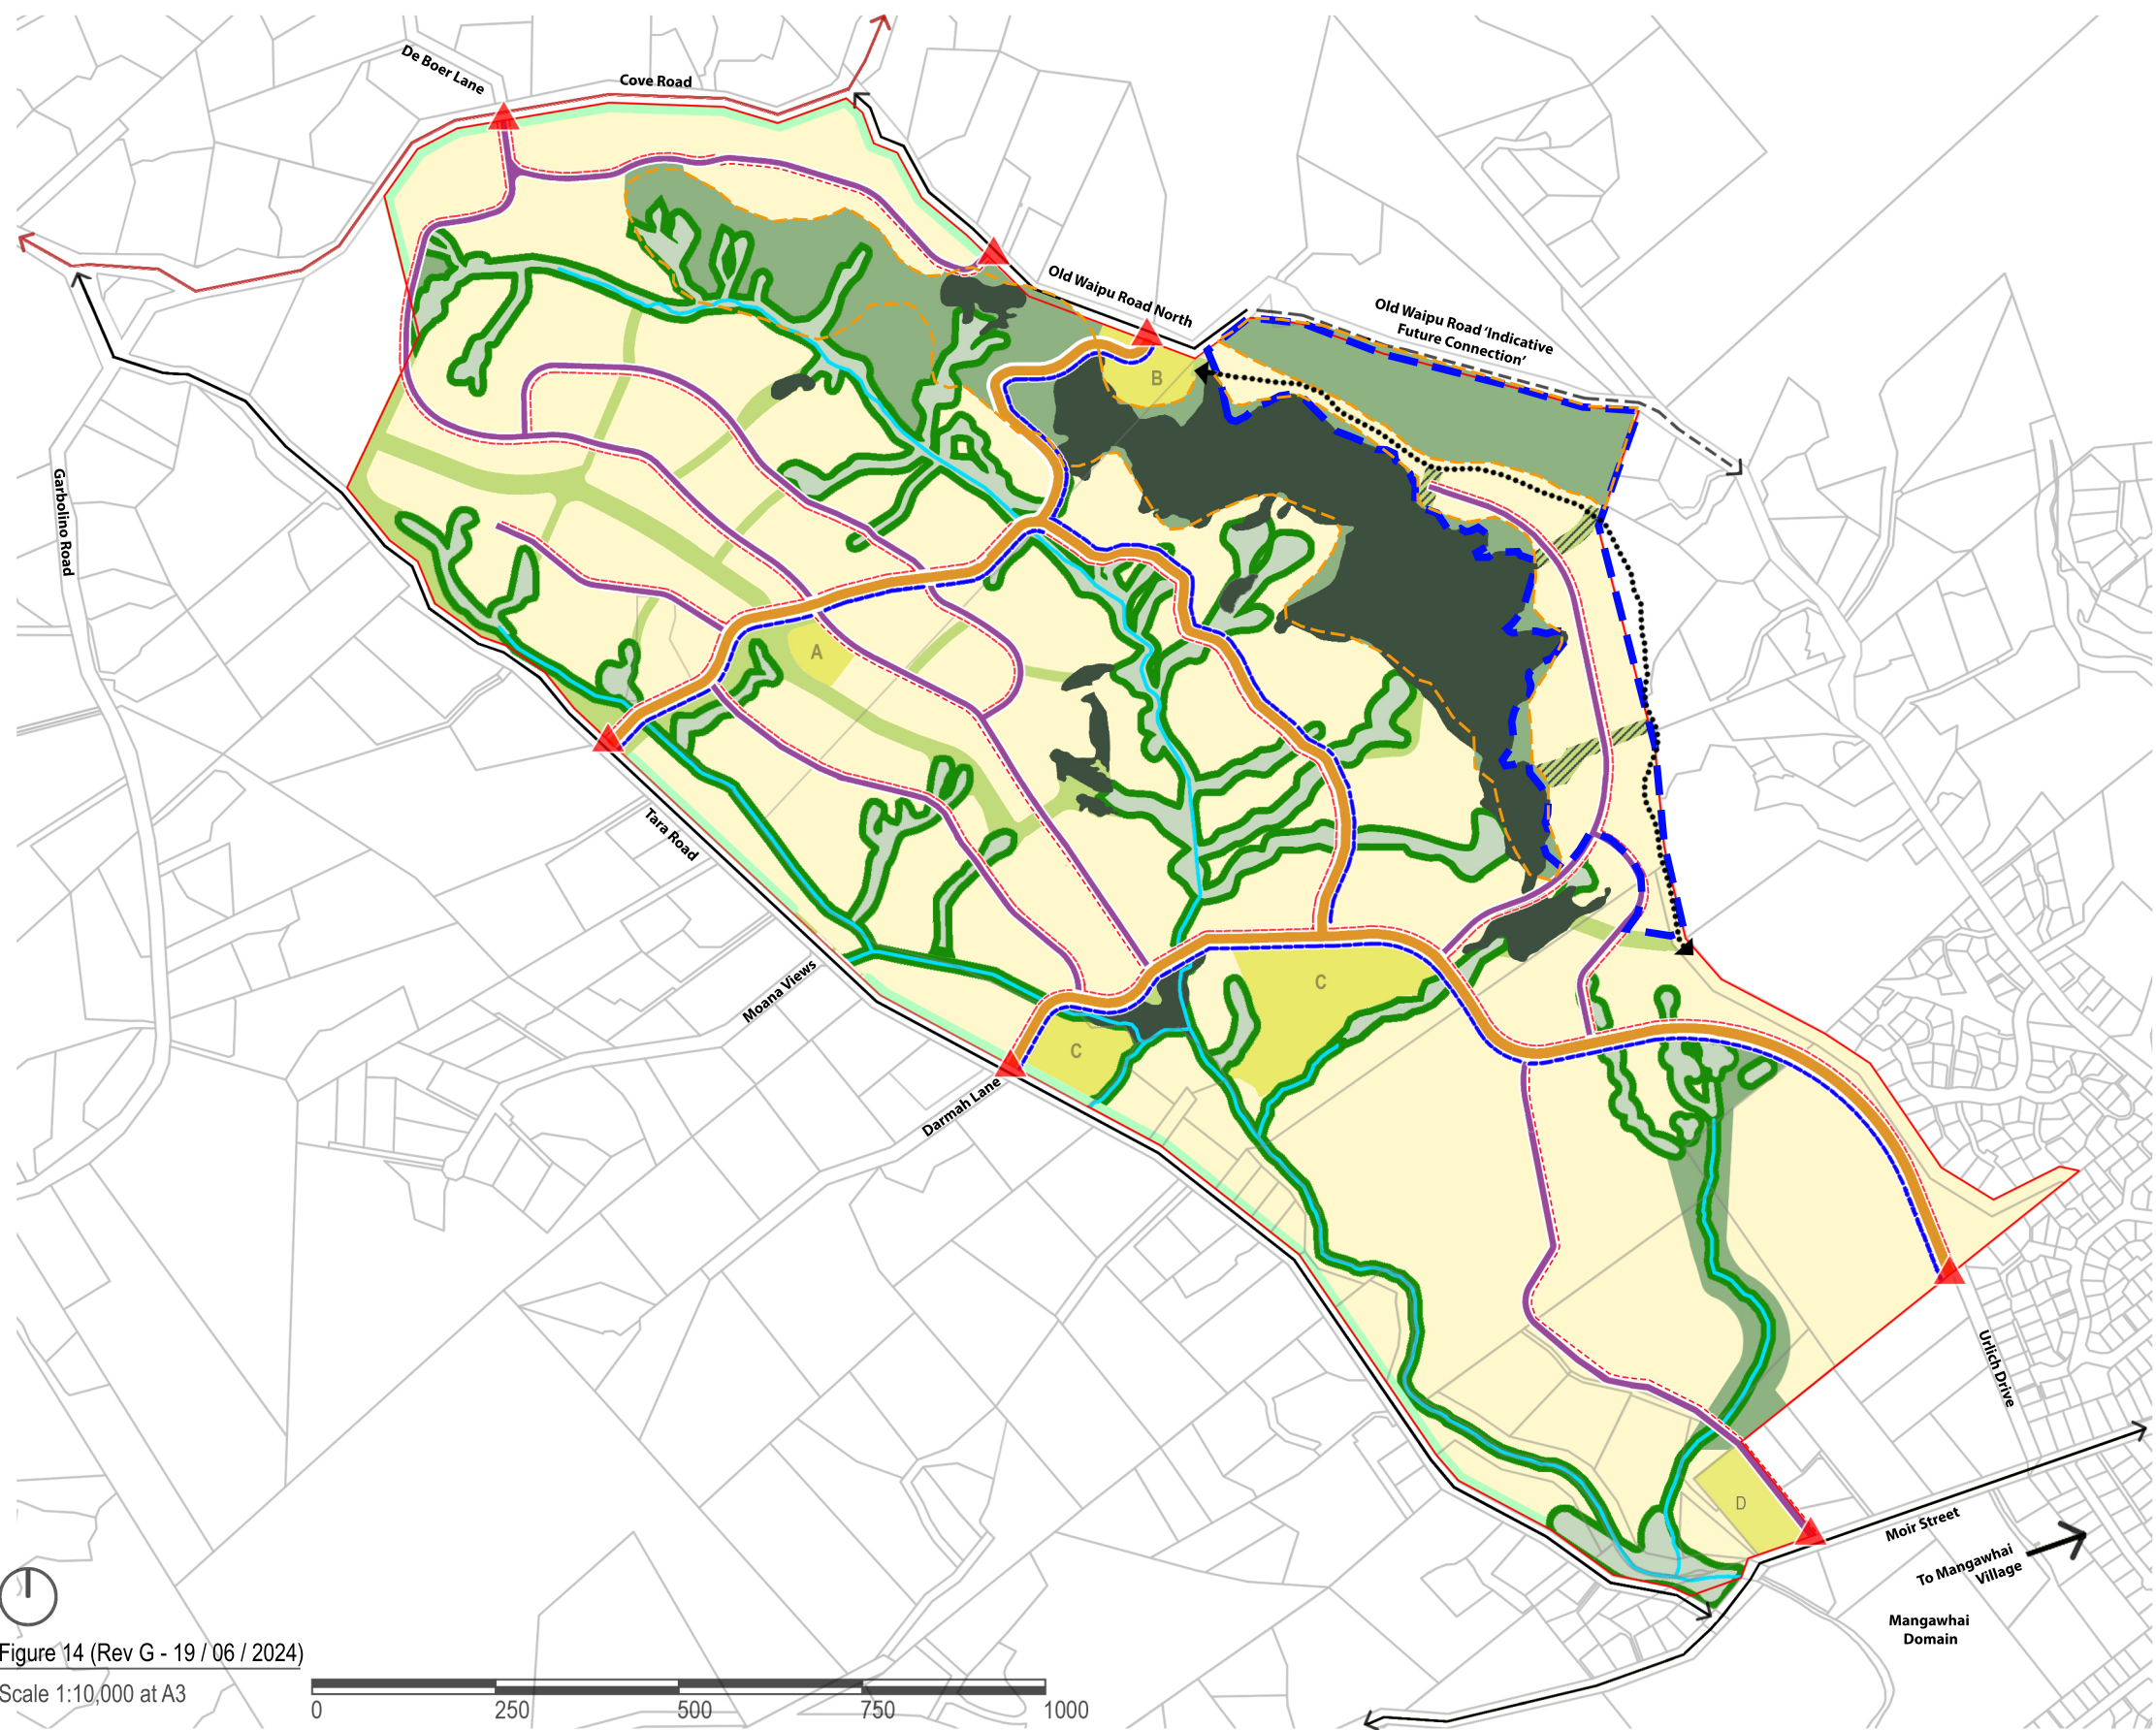 De Boer Lane
Cove Road
Old Waipu Road North
Old Waipu Road 'Indicative
Future Connection'
B
Garbolino Road
A
Tara Road
Moana Views
C
C
Darmah Lane
Urlich Drive
D
Moir Street
To Mangawhai
Village
Mangawhai
Domain
Figure 14 (Rev G - 19 / 06 / 2024)
Scale 1:10,000 at A3
0 250 500 750 1000